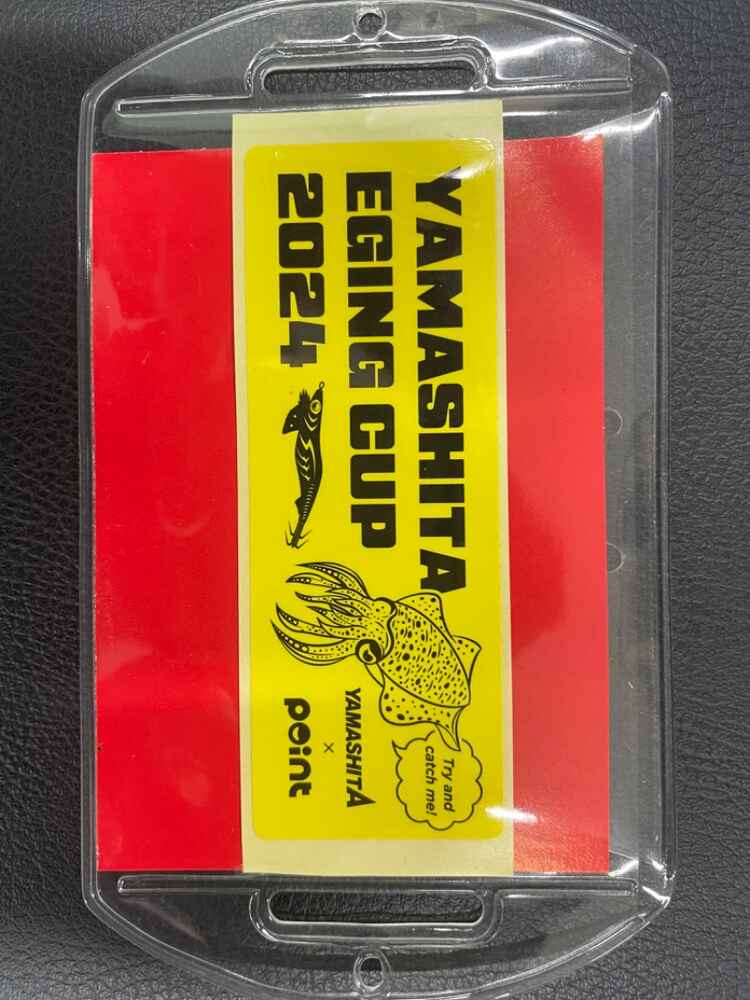 YAMASHITA
EGING CUP
2024
Try and
catch me!
YAMASHITA
×
point